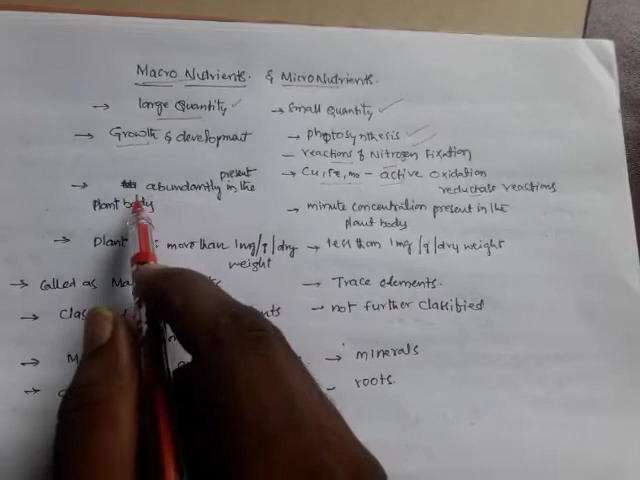 Macro Nutrients. & MicroNutrients.
→ large Quantity → Small Quantity
→ Growth & development → photosynthesis
– reactions of Nitrogen Fixation
→ abundantly present in the → Cu, Fe, mo – active oxidation
plant body reductase reactions
→ minute concentration present in the
plant body
→ plant : more than 1mg/g/dry → less than 1mg/g/dry weight
weight
→ Called as → Trace elements.
→ – not further classified
→ → minerals
→ – roots.